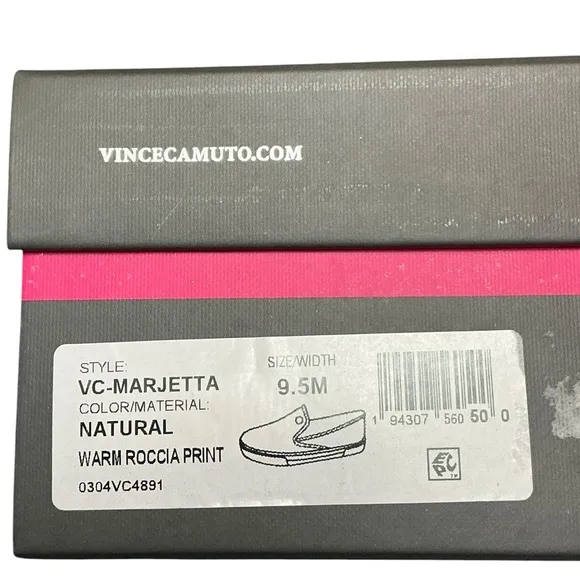 VINCECAMUTO.COM
STYLE:
VC-MARJETTA
COLOR/MATERIAL:
NATURAL
WARM ROCCIA PRINT
0304VC4891
SIZE/WIDTH
9.5M
1 94307 560 50 0
EPC TM